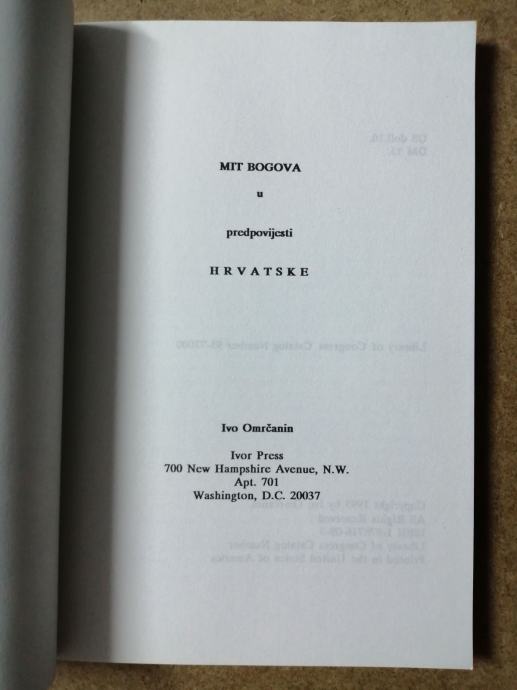 MIT BOGOVA
u
predpovijesti
HRVATSKE
Ivo Omrčanin
Ivor Press
700 New Hampshire Avenue, N.W.
Apt. 701
Washington, D.C. 20037